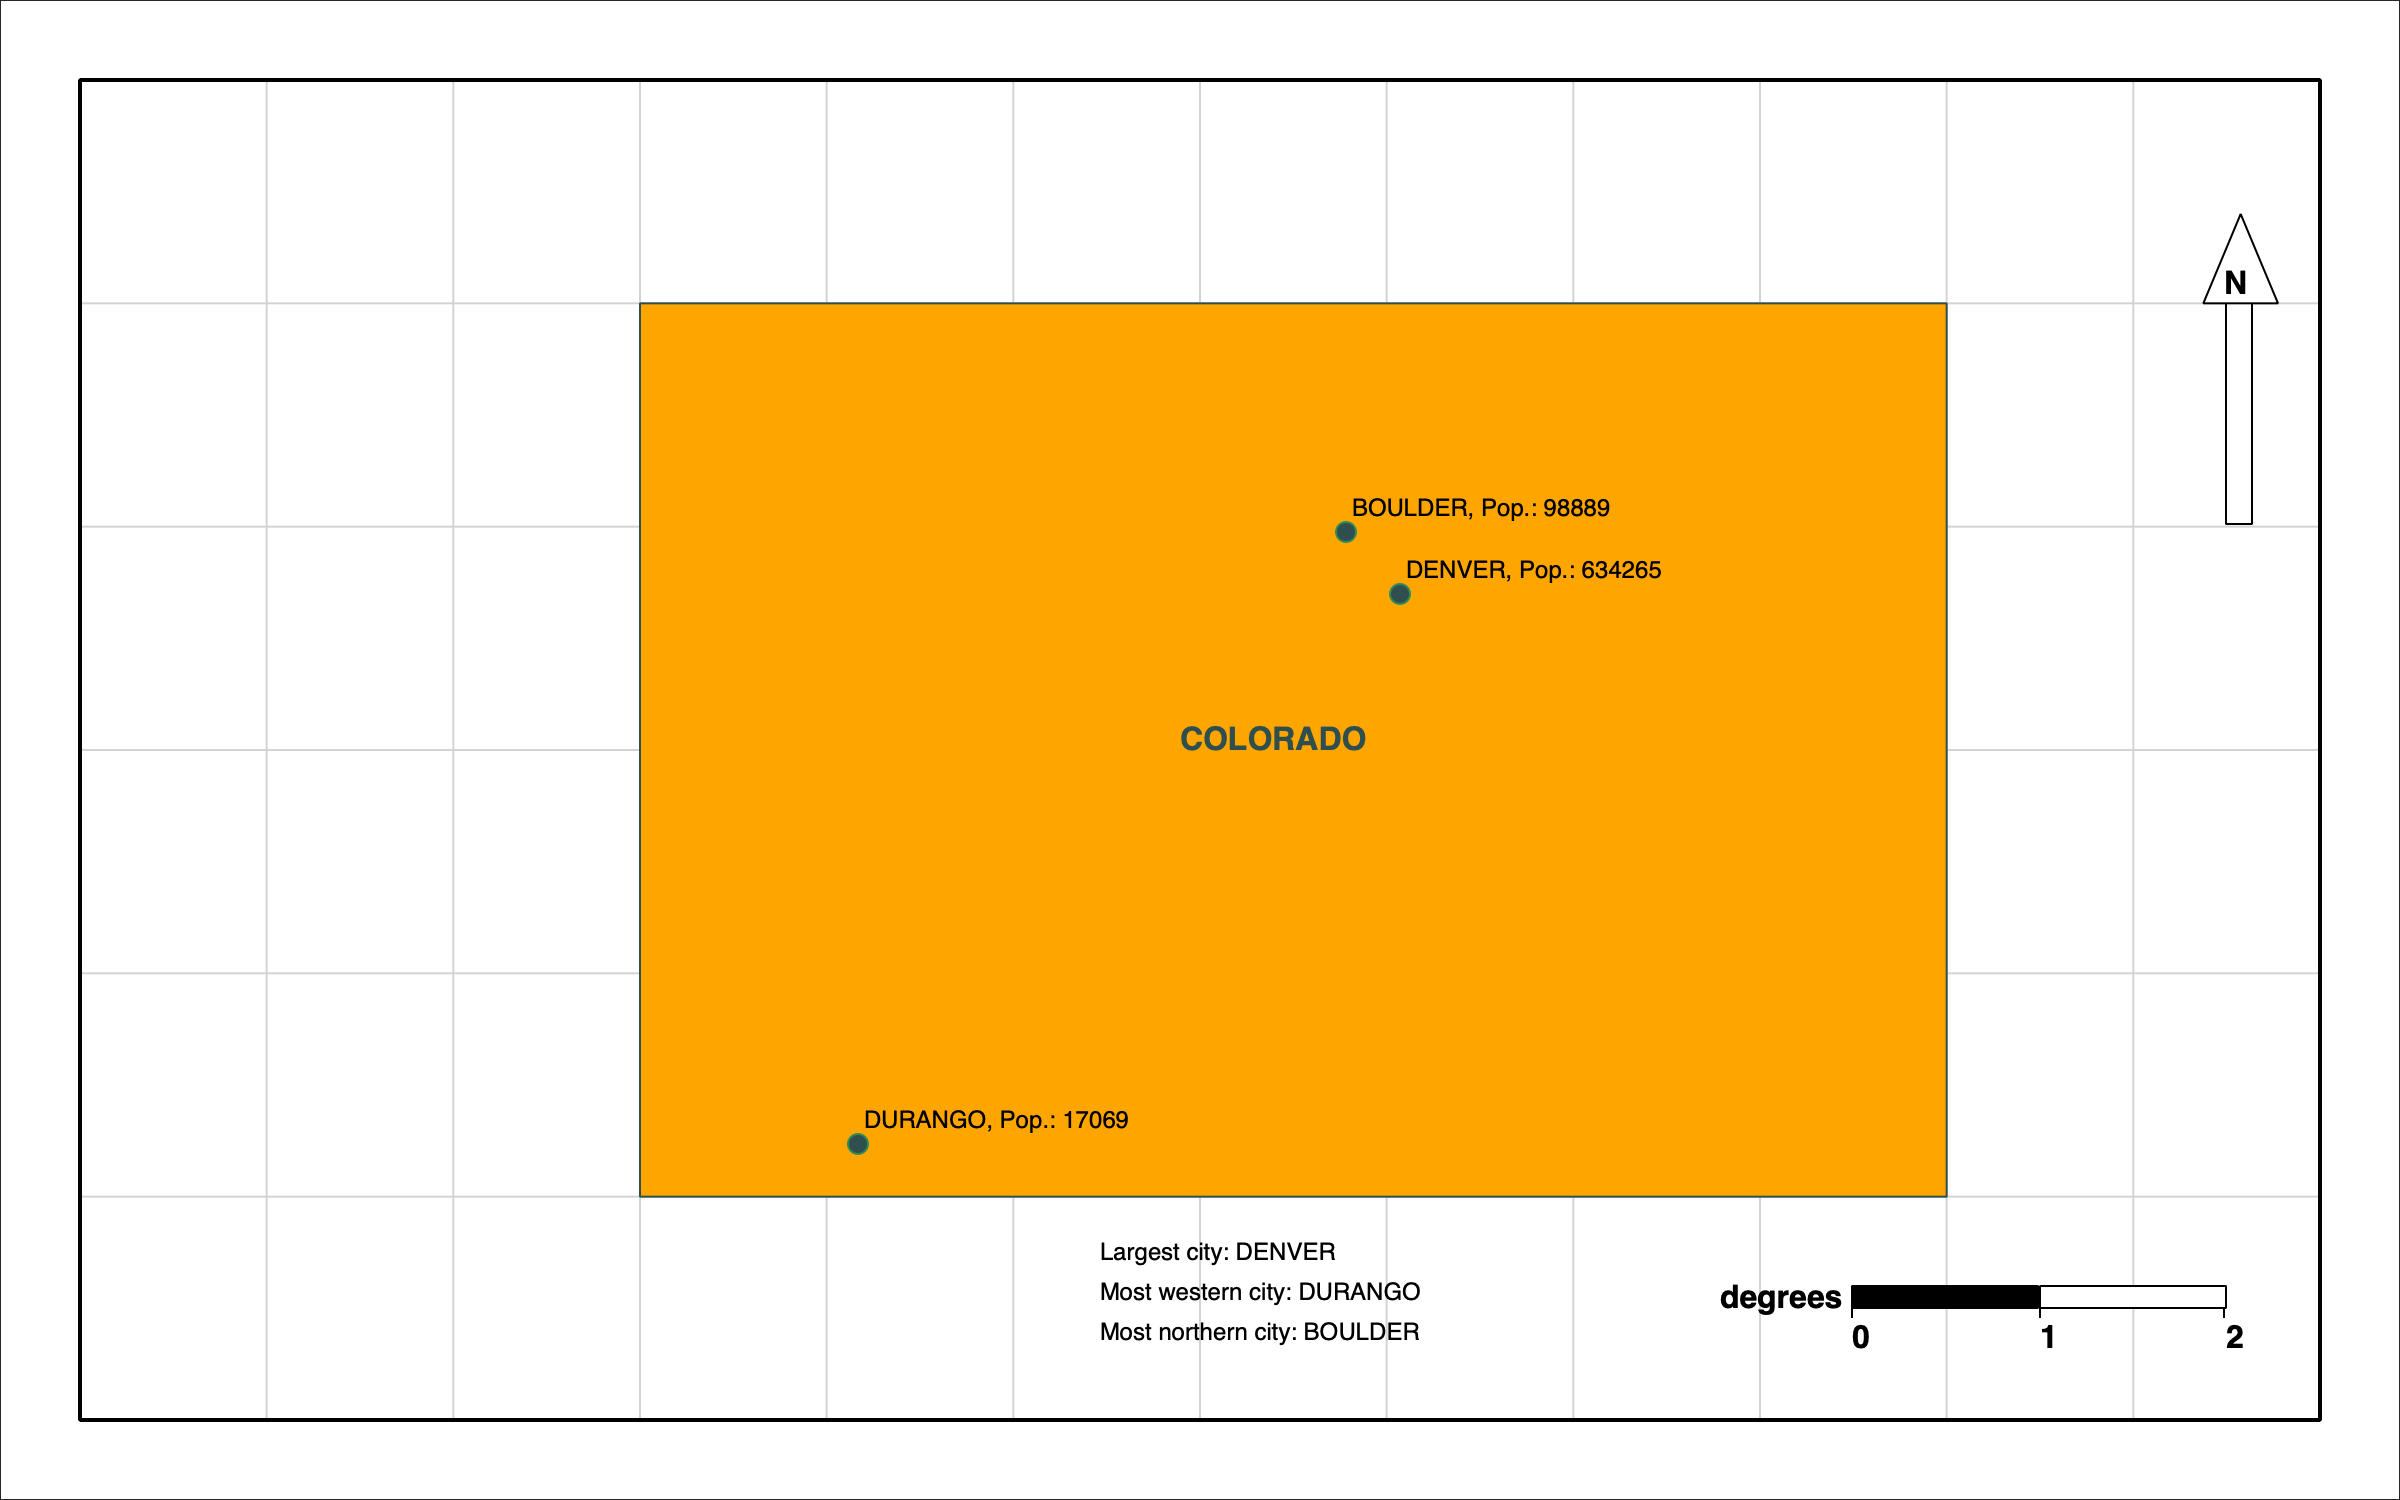 N
BOULDER, Pop.: 98889
DENVER, Pop.: 634265
COLORADO
DURANGO, Pop.: 17069
Largest city: DENVER
Most western city: DURANGO
Most northern city: BOULDER
degrees
0 1 2